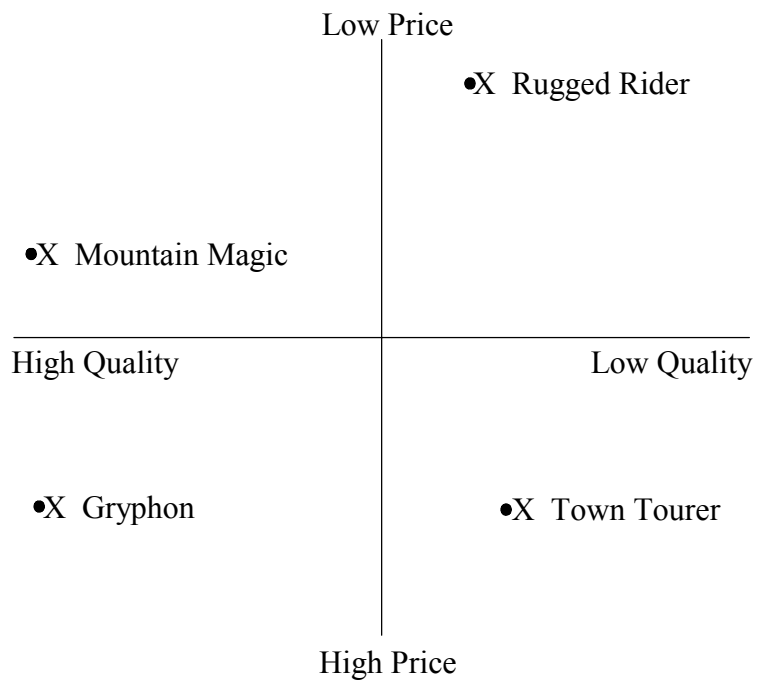 Low Price
X Rugged Rider
X Mountain Magic
High Quality
Low Quality
X Gryphon
X Town Tourer
High Price